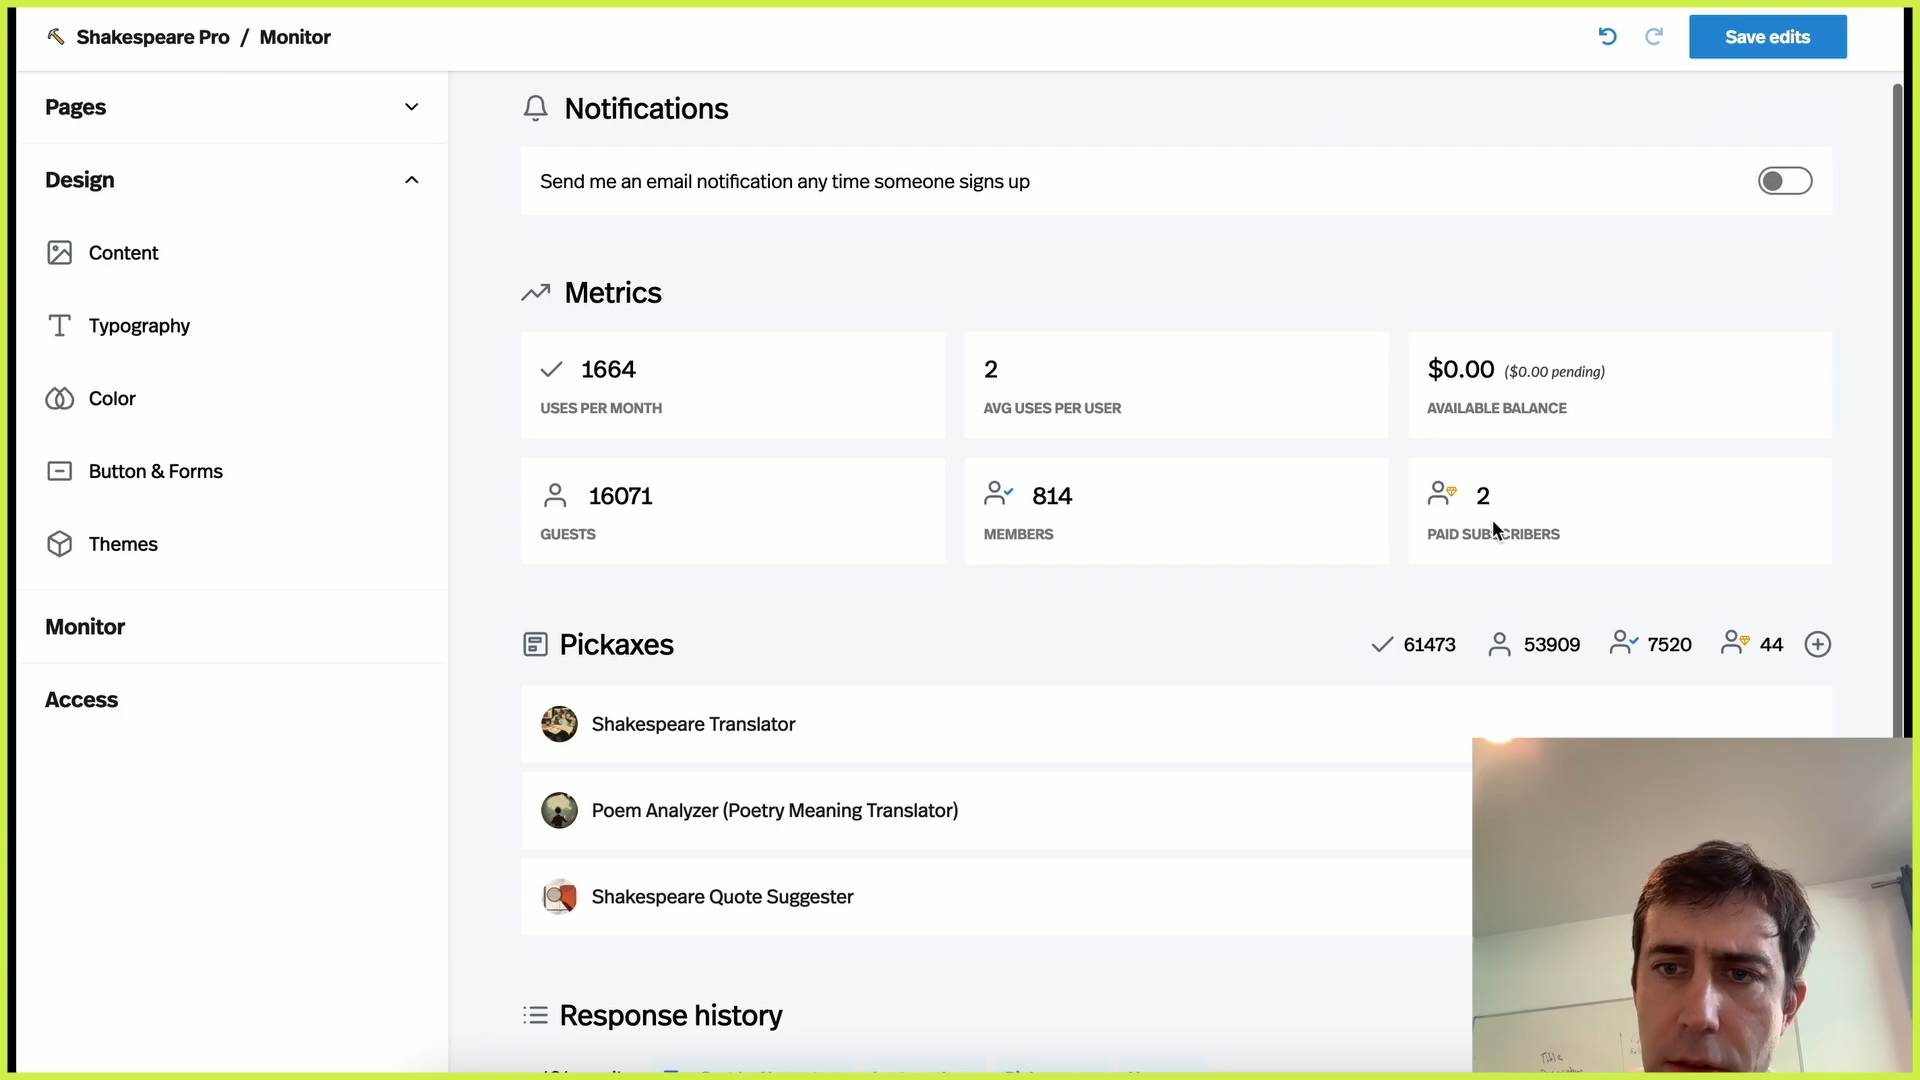 Shakespeare Pro / Monitor
Save edits
Pages
Design
Content
Typography
Color
Button & Forms
Themes
Monitor
Access
Notifications
Send me an email notification any time someone signs up
Metrics
1664
USES PER MONTH
2
AVG USES PER USER
$0.00 ($0.00 pending)
AVAILABLE BALANCE
16071
GUESTS
814
MEMBERS
2
PAID SUBSCRIBERS
Pickaxes
61473 53909 7520 44
Shakespeare Translator
Poem Analyzer (Poetry Meaning Translator)
Shakespeare Quote Suggester
Response history
Title